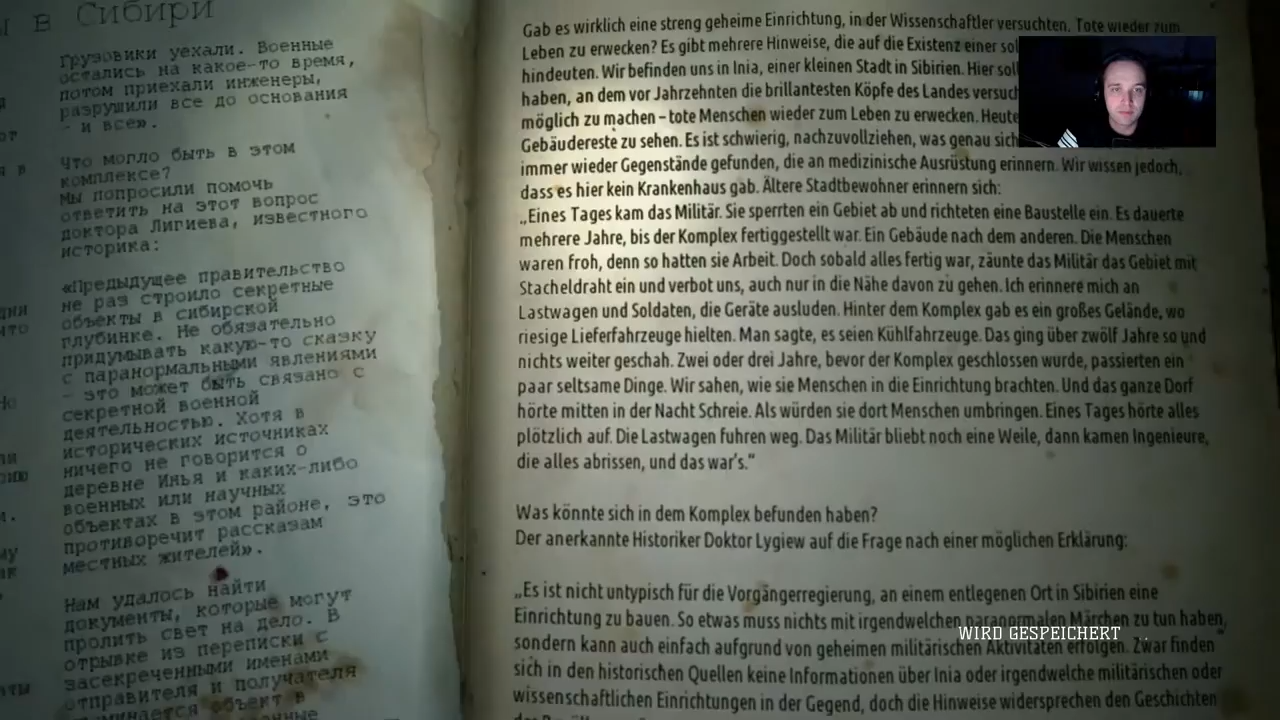 ы в Сибири
Грузовики уехали. Военные
остались на какое-то время,
потом приехали инженеры,
разрушили все до основания
- и все».
Что могло быть в этом
комплексе?
Мы попросили помочь
ответить на этот вопрос
доктора Лигиева, известного
историка:
«Предыдущее правительство
не раз строило секретные
объекты в сибирской
глубинке. Не обязательно
придумывать какую-то сказку
с паранормальными явлениями
- это может быть связано с
секретной военной
деятельностью. Хотя в
исторических источниках
ничего не говорится о
деревне Инья и каких-либо
военных или научных
объектах в этом районе, это
противоречит рассказам
местных жителей».
Нам удалось найти
документы, которые могут
пролить свет на дело. В
отрывке из переписки с
засекреченными именами
отправителя и получателя
объект в
Gab es wirklich eine streng geheime Einrichtung, in der Wissenschaftler versuchten, Tote wieder zum
Leben zu erwecken? Es gibt mehrere Hinweise, die auf die Existenz einer
hindeuten. Wir befinden uns in Inia, einer kleinen Stadt in Sibirien. Hier
haben, an dem vor Jahrzehnten die brillantesten Köpfe des Landes
möglich zu machen – tote Menschen wieder zum Leben zu erwecken. Heute
Gebäudereste zu sehen. Es ist schwierig, nachzuvollziehen, was genau
immer wieder Gegenstände gefunden, die an medizinische Ausrüstung erinnern. Wir wissen jedoch,
dass es hier kein Krankenhaus gab. Ältere Stadtbewohner erinnern sich:
„Eines Tages kam das Militär. Sie sperrten ein Gebiet ab und richteten eine Baustelle ein. Es dauerte
mehrere Jahre, bis der Komplex fertiggestellt war. Ein Gebäude nach dem anderen. Die Menschen
waren froh, denn so hatten sie Arbeit. Doch sobald alles fertig war, zäunte das Militär das Gebiet mit
Stacheldraht ein und verbot uns, auch nur in die Nähe davon zu gehen. Ich erinnere mich an
Lastwagen und Soldaten, die Geräte ausluden. Hinter dem Komplex gab es ein großes Gelände, wo
riesige Lieferfahrzeuge hielten. Man sagte, es seien Kühlfahrzeuge. Das ging über zwölf Jahre so und
nichts weiter geschah. Zwei oder drei Jahre, bevor der Komplex geschlossen wurde, passierten ein
paar seltsame Dinge. Wir sahen, wie sie Menschen in die Einrichtung brachten. Und das ganze Dorf
hörte mitten in der Nacht Schreie. Als würden sie dort Menschen umbringen. Eines Tages hörte alles
plötzlich auf. Die Lastwagen fuhren weg. Das Militär bliebt noch eine Weile, dann kamen Ingenieure,
die alles abrissen, und das war's.“
Was könnte sich in dem Komplex befunden haben?
Der anerkannte Historiker Doktor Lygiew auf die Frage nach einer möglichen Erklärung:
„Es ist nicht untypisch für die Vorgängerregierung, an einem entlegenen Ort in Sibirien eine
Einrichtung zu bauen. So etwas muss nichts mit irgendwelchen paranormalen Märchen zu tun haben,
sondern kann auch einfach aufgrund von geheimen militärischen Aktivitäten erfolgen. Zwar finden
sich in den historischen Quellen keine Informationen über Inia oder irgendwelche militärischen oder
wissenschaftlichen Einrichtungen in der Gegend, doch die Hinweise widersprechen den Geschichten
WIRD GESPEICHERT